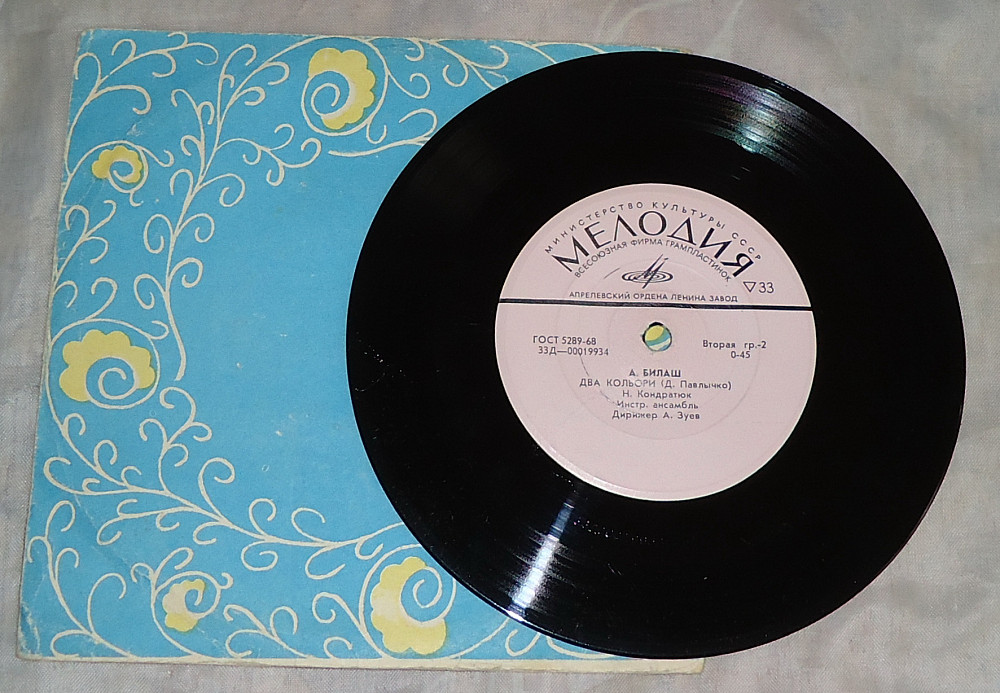 МИНИСТЕРСТВО КУЛЬТУРЫ СССР
МЕЛОДИЯ
ВСЕСОЮЗНАЯ ФИРМА ГРАМПЛАСТИНОК
▽33
АПРЕЛЕВСКИЙ ОРДЕНА ЛЕНИНА ЗАВОД
ГОСТ 5289-68
33Д—00019934
Вторая гр.-2
0-45
А. БИЛАШ
ДВА КОЛЬОРИ (Д. Павлычко)
Н. Кондратюк
Инстр. ансамбль
Дирижер А. Зуев